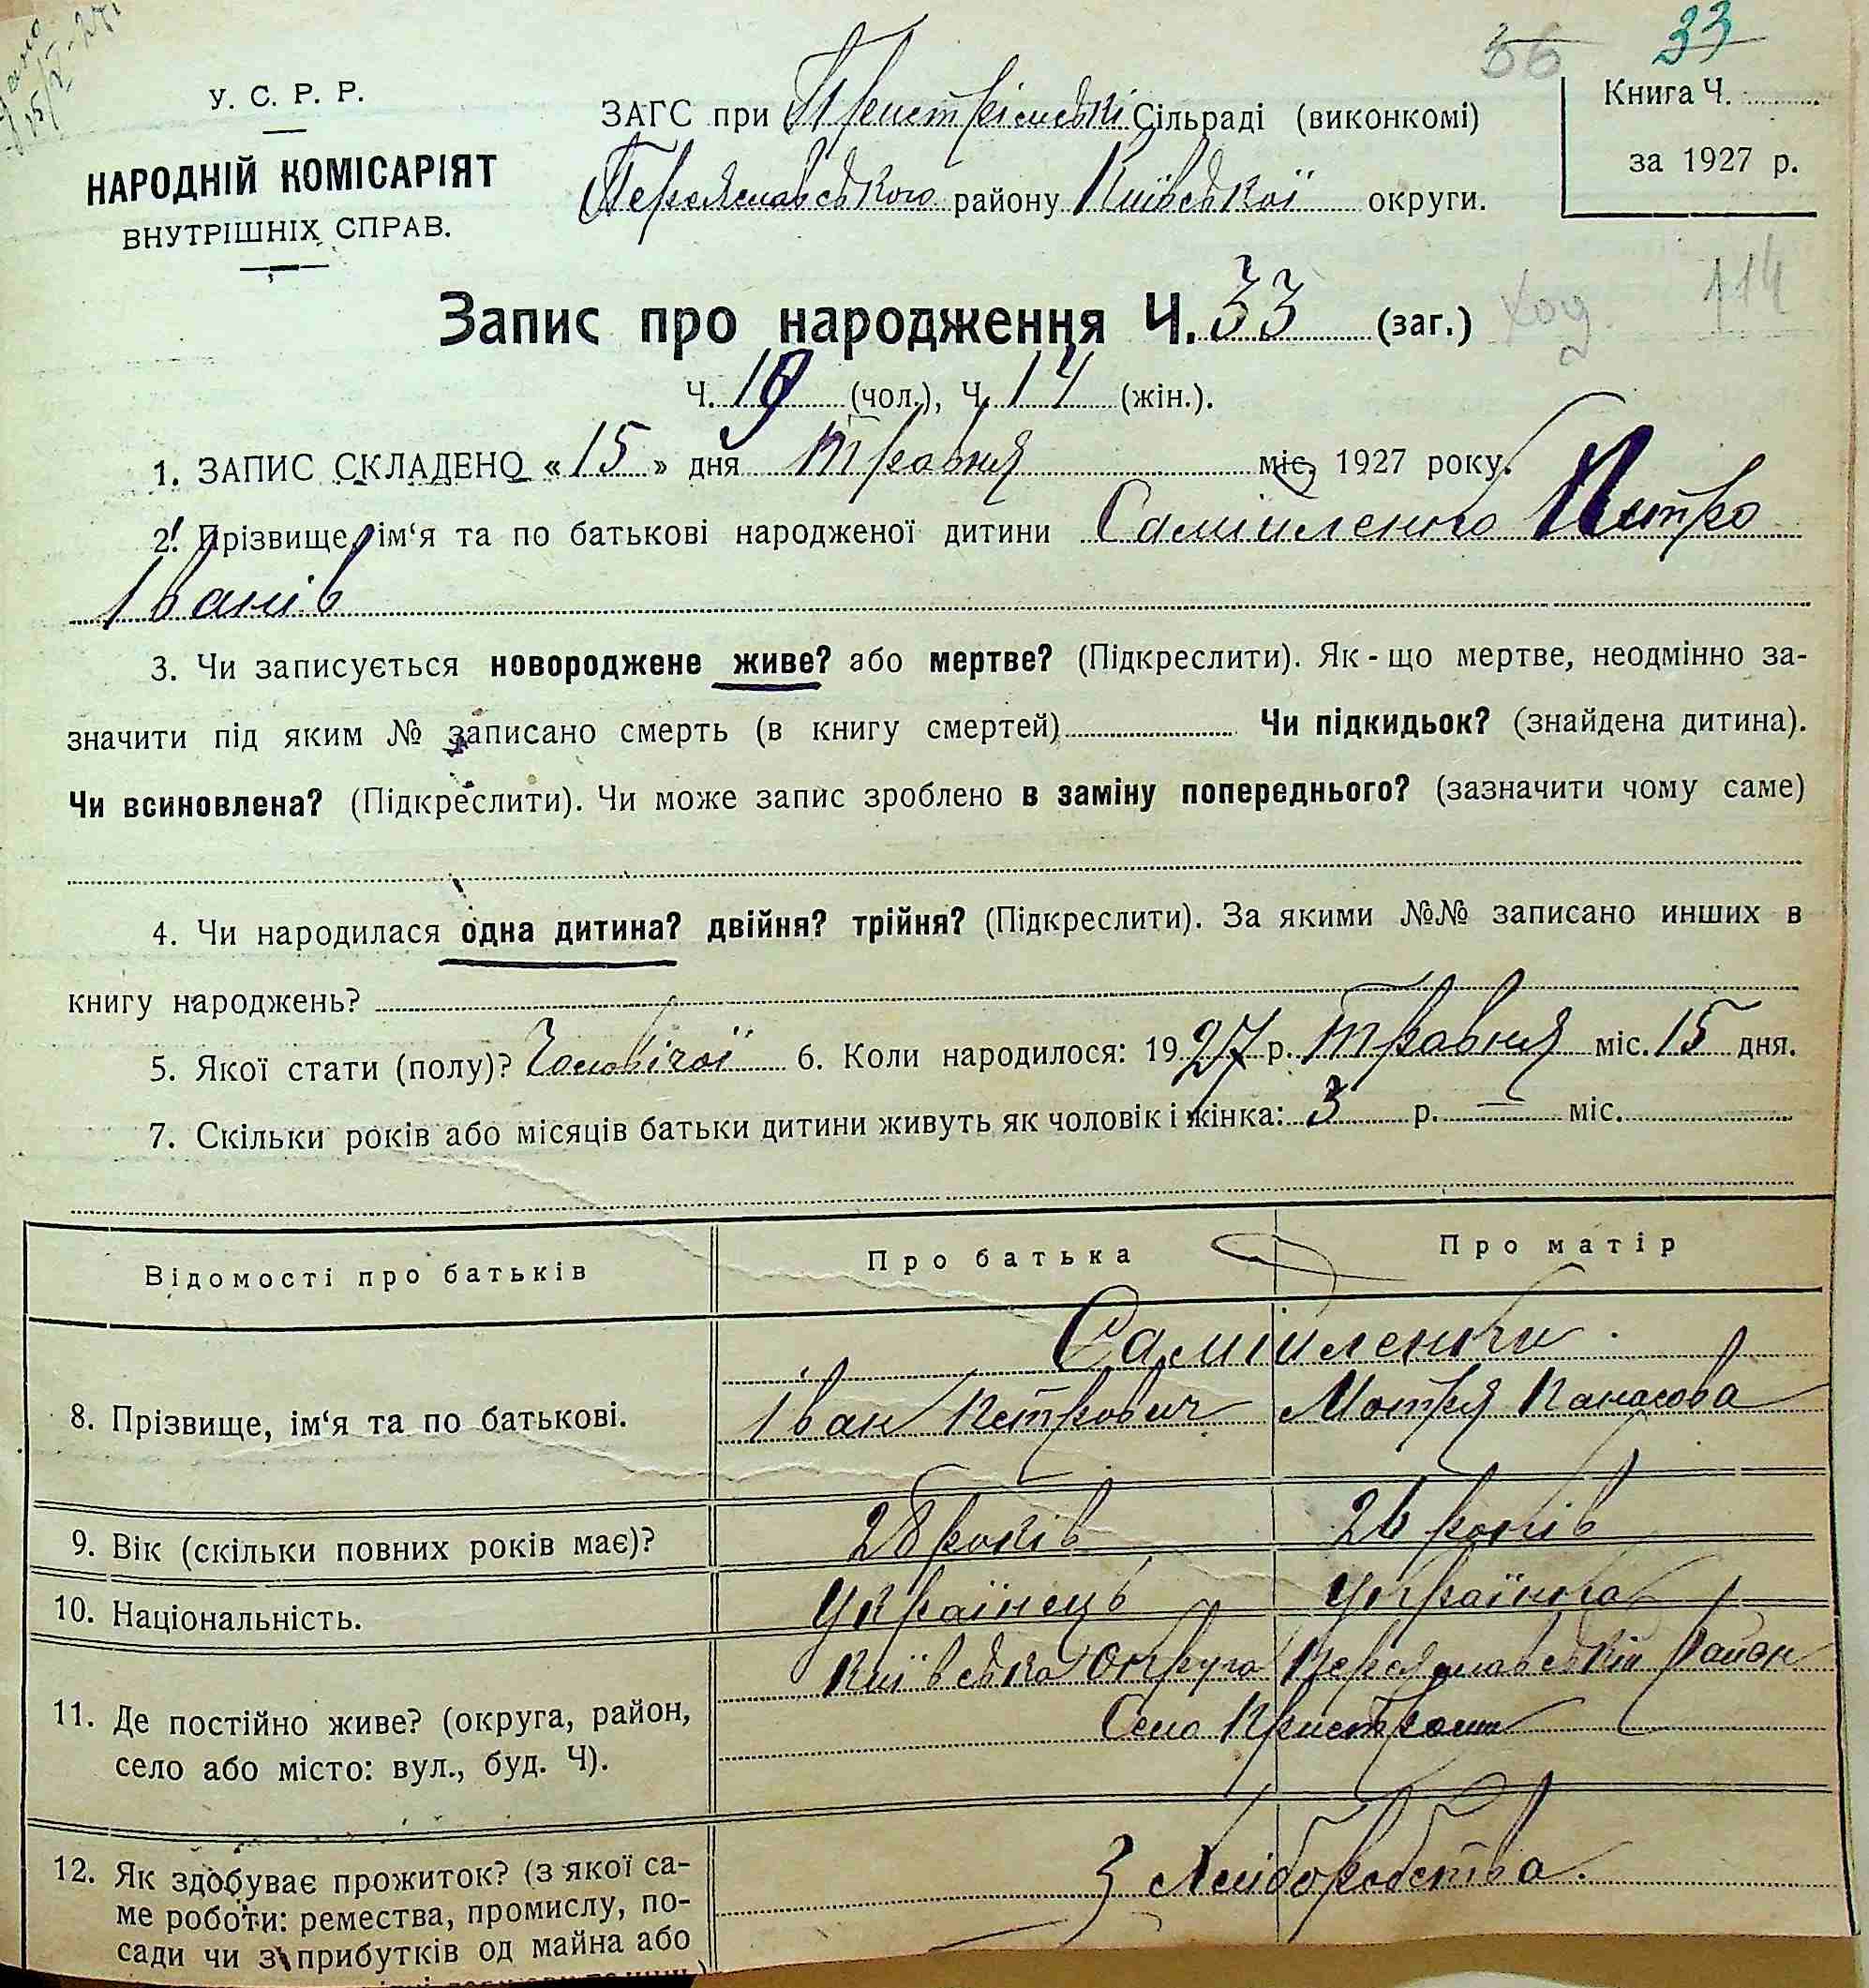 56 33
У. С. Р. Р.
НАРОДНІЙ КОМІСАРІЯТ
ВНУТРІШНІХ СПРАВ.
ЗАГС при Пристрімські Сільраді (виконкомі)
Переяславського району Київської округи.
Книга Ч. ..........
за 1927 р.
Запис про народження Ч. 33 (заг.) 114
Ч. 19 (чол.), Ч. 14 (жін.).
1. ЗАПИС СКЛАДЕНО «15» дня травня міс. 1927 року.
2. Прізвище, ім‘я та по батькові народженої дитини Саміиленко Петро
Іванів
3. Чи записується новороджене живе? або мертве? (Підкреслити). Як-що мертве, неодмінно за-
значити під яким № записано смерть (в книгу смертей) .......... Чи підкидьок? (знайдена дитина).
Чи всиновлена? (Підкреслити). Чи може запис зроблено в заміну попереднього? (зазначити чому саме)
4. Чи народилася одна дитина? двійня? трійня? (Підкреслити). За якими №№ записано инших в
книгу народжень?
5. Якої стати (полу)? Чоловічої 6. Коли народилося: 1927 р. травня міс. 15 дня.
7. Скільки років або місяців батьки дитини живуть як чоловік і жінка: 3 р. — міс.
Відомості про батьків Про батька Про матір
Саміиленки
8. Прізвище, ім‘я та по батькові. Іван Петрович Мотря Панасова
9. Вік (скільки повних років має)? 28 років 26 років
10. Національність. Українець Українка
Київська Округа Переяславський район
11. Де постійно живе? (округа, район, Село Пристроми
село або місто: вул., буд. Ч).
12. Як здобуває прожиток? (з якої са- З Хліборобства.
ме роботи: ремества, промислу, по-
сади чи з прибутків од майна або